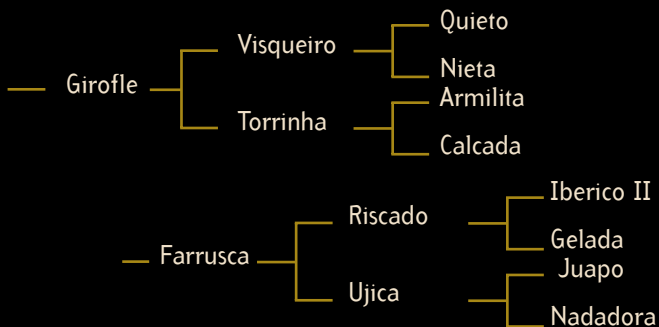 Quieto
Visqueiro
Nieta
Girofle
Armilita
Torrinha
Calcada
Iberico II
Riscado
Gelada
Farrusca
Juapo
Ujica
Nadadora